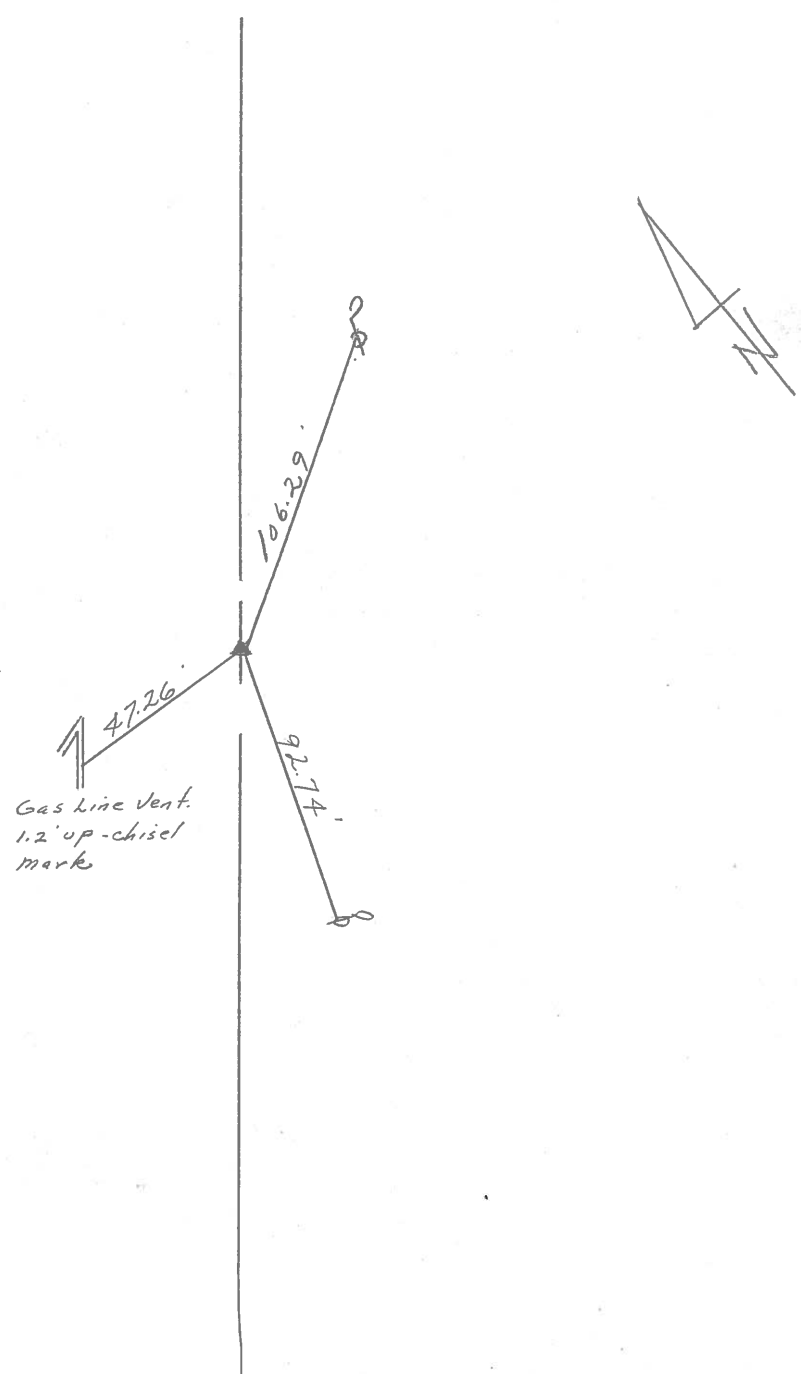 N
106.29'
47.26'
92.74'
Gas Line Vent.
1.2' up-chisel
mark